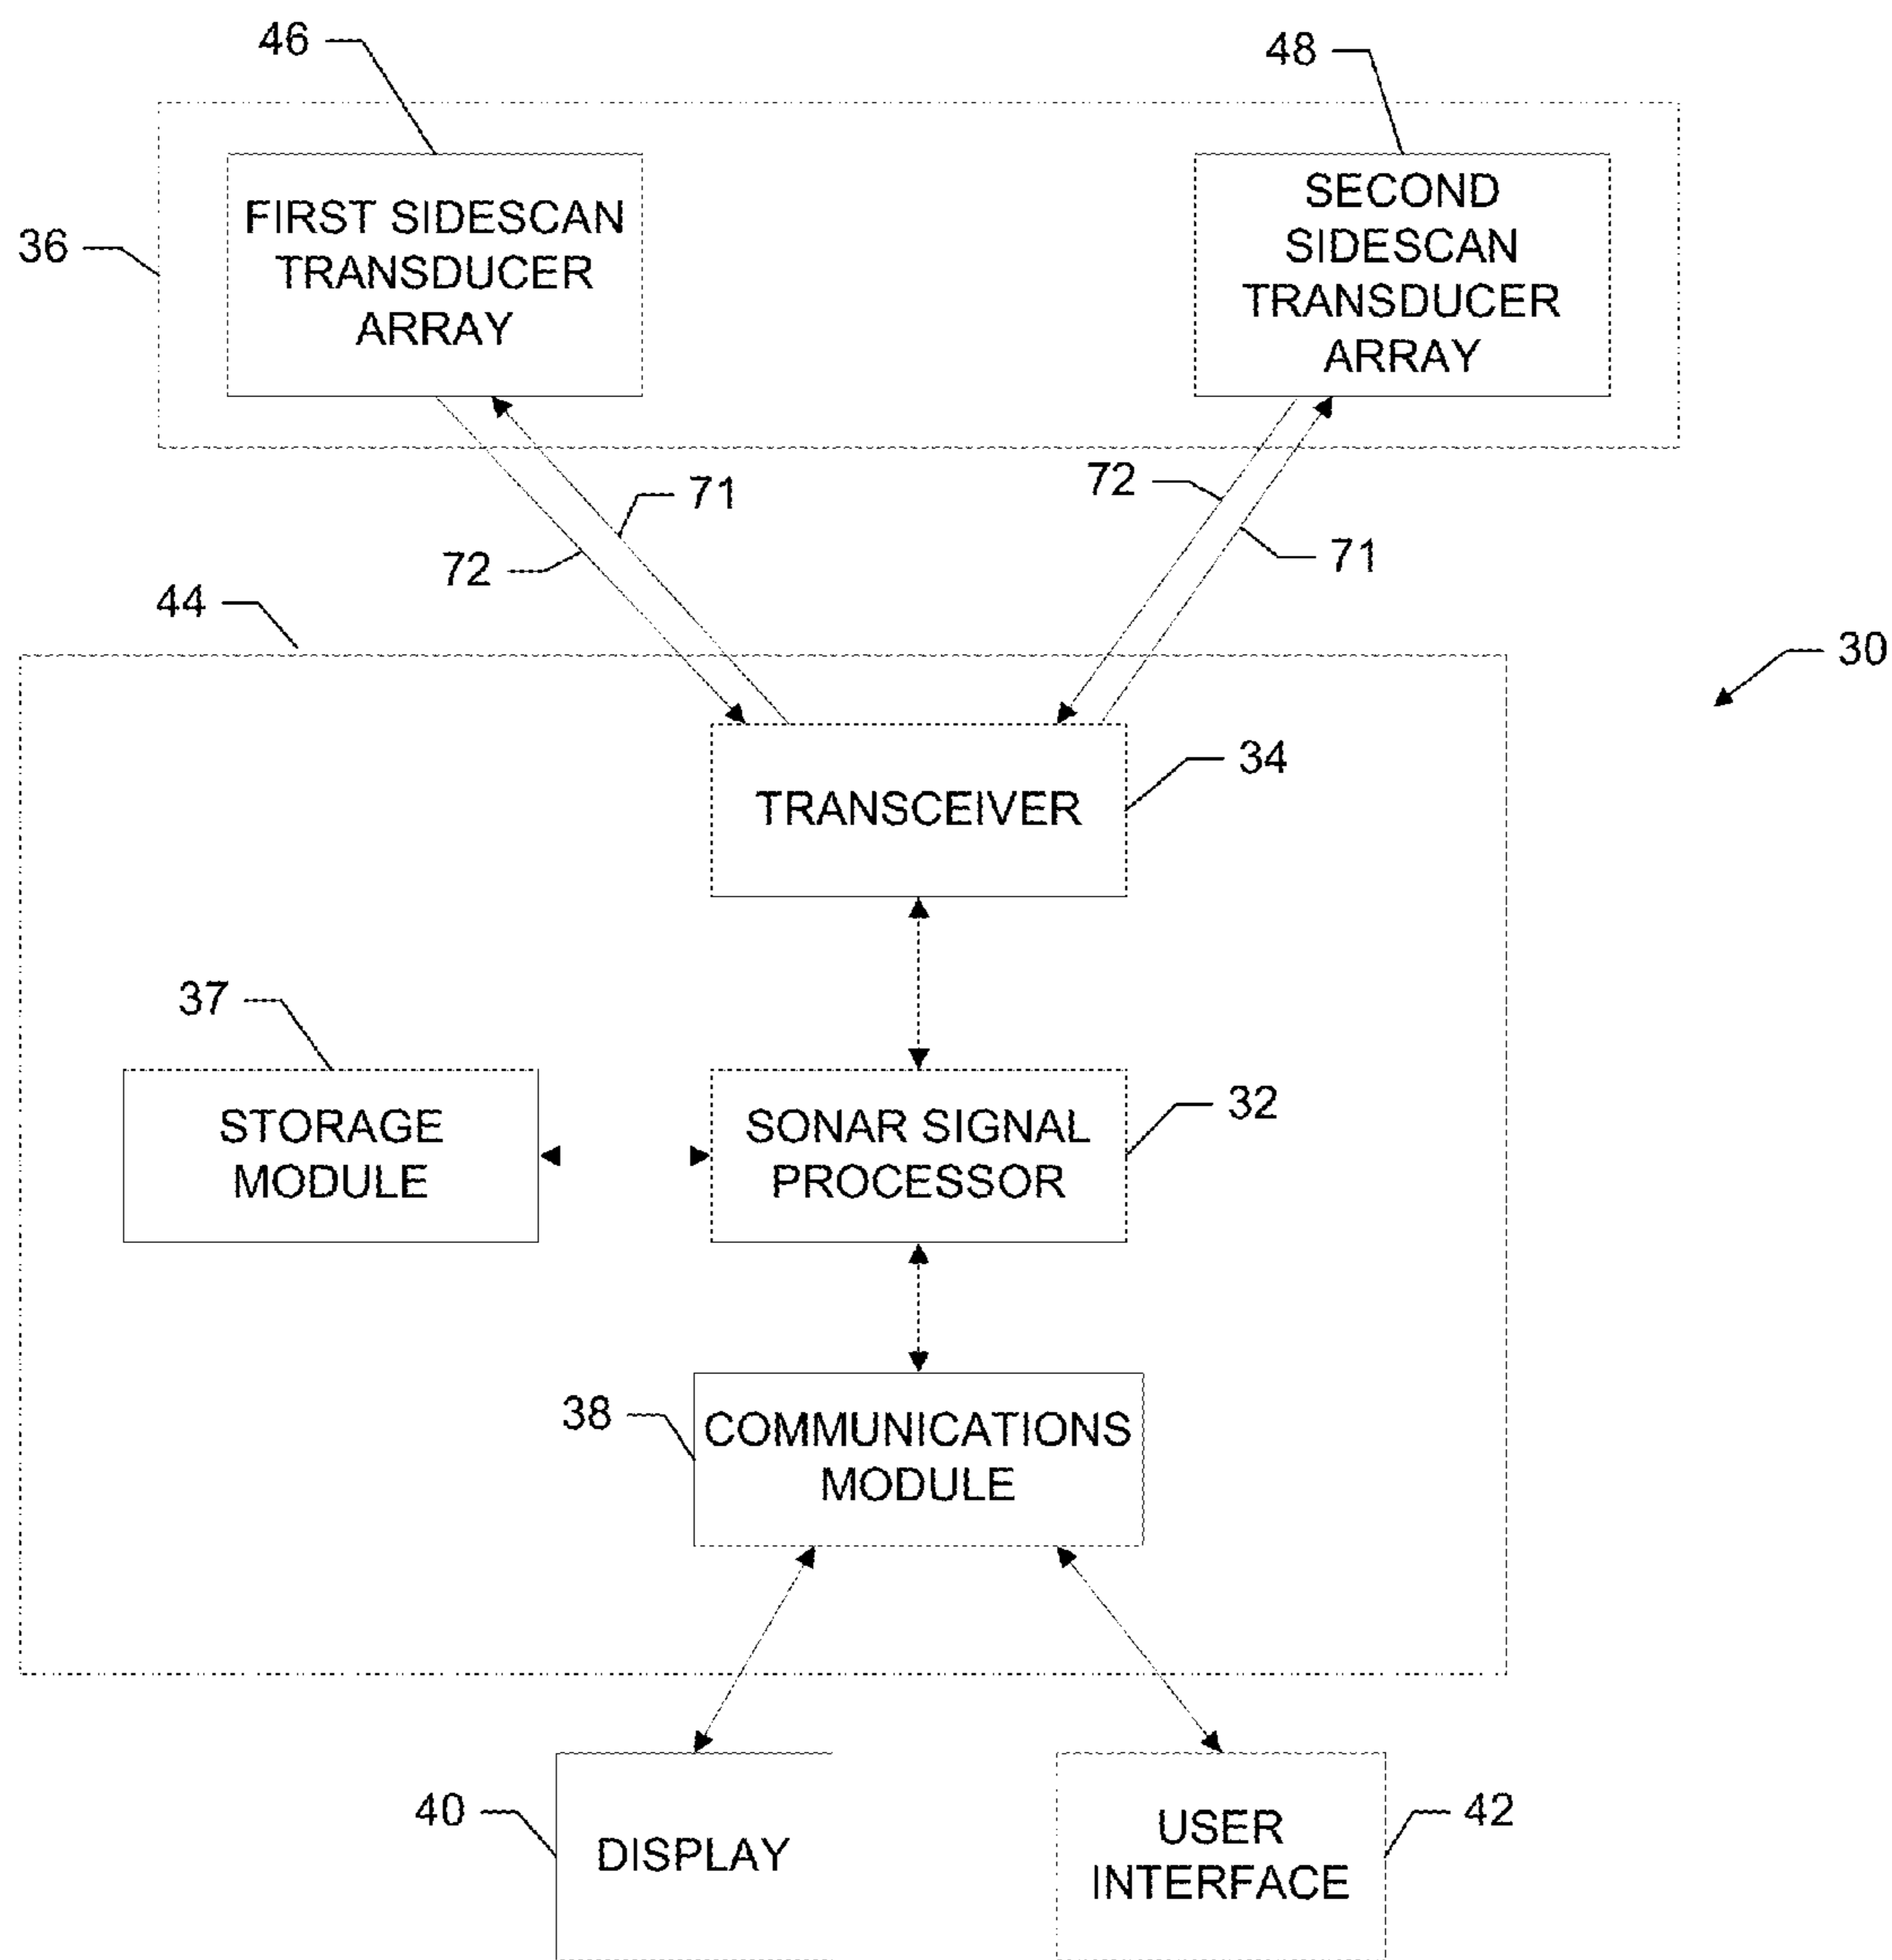 46
48
FIRST SIDESCAN
TRANSDUCER
ARRAY
SECOND
SIDESCAN
TRANSDUCER
ARRAY
36
71
72
72
71
44
30
TRANSCEIVER
34
37
STORAGE
MODULE
SONAR SIGNAL
PROCESSOR
32
38
COMMUNICATIONS
MODULE
40
DISPLAY
USER
INTERFACE
42